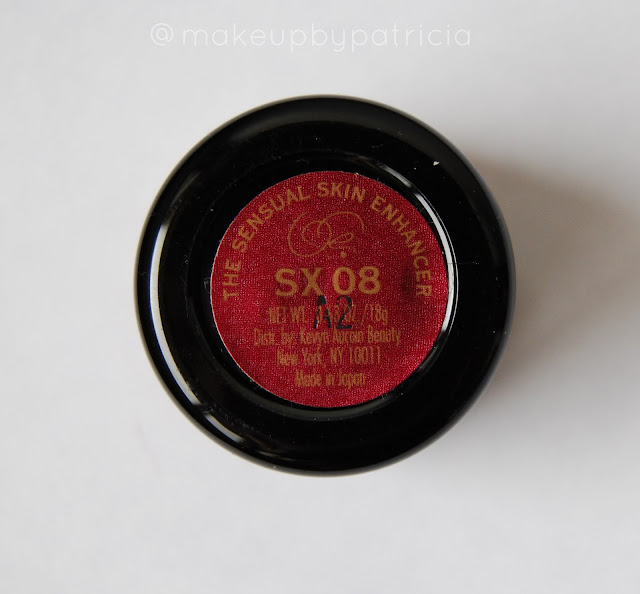 @makeupbypatricia
THE SENSUAL SKIN ENHANCER
SX 08
A2
NET WT. /18g
Distr. by: Kevyn Aucoin Beauty
New York, NY 10011
Made in Japan